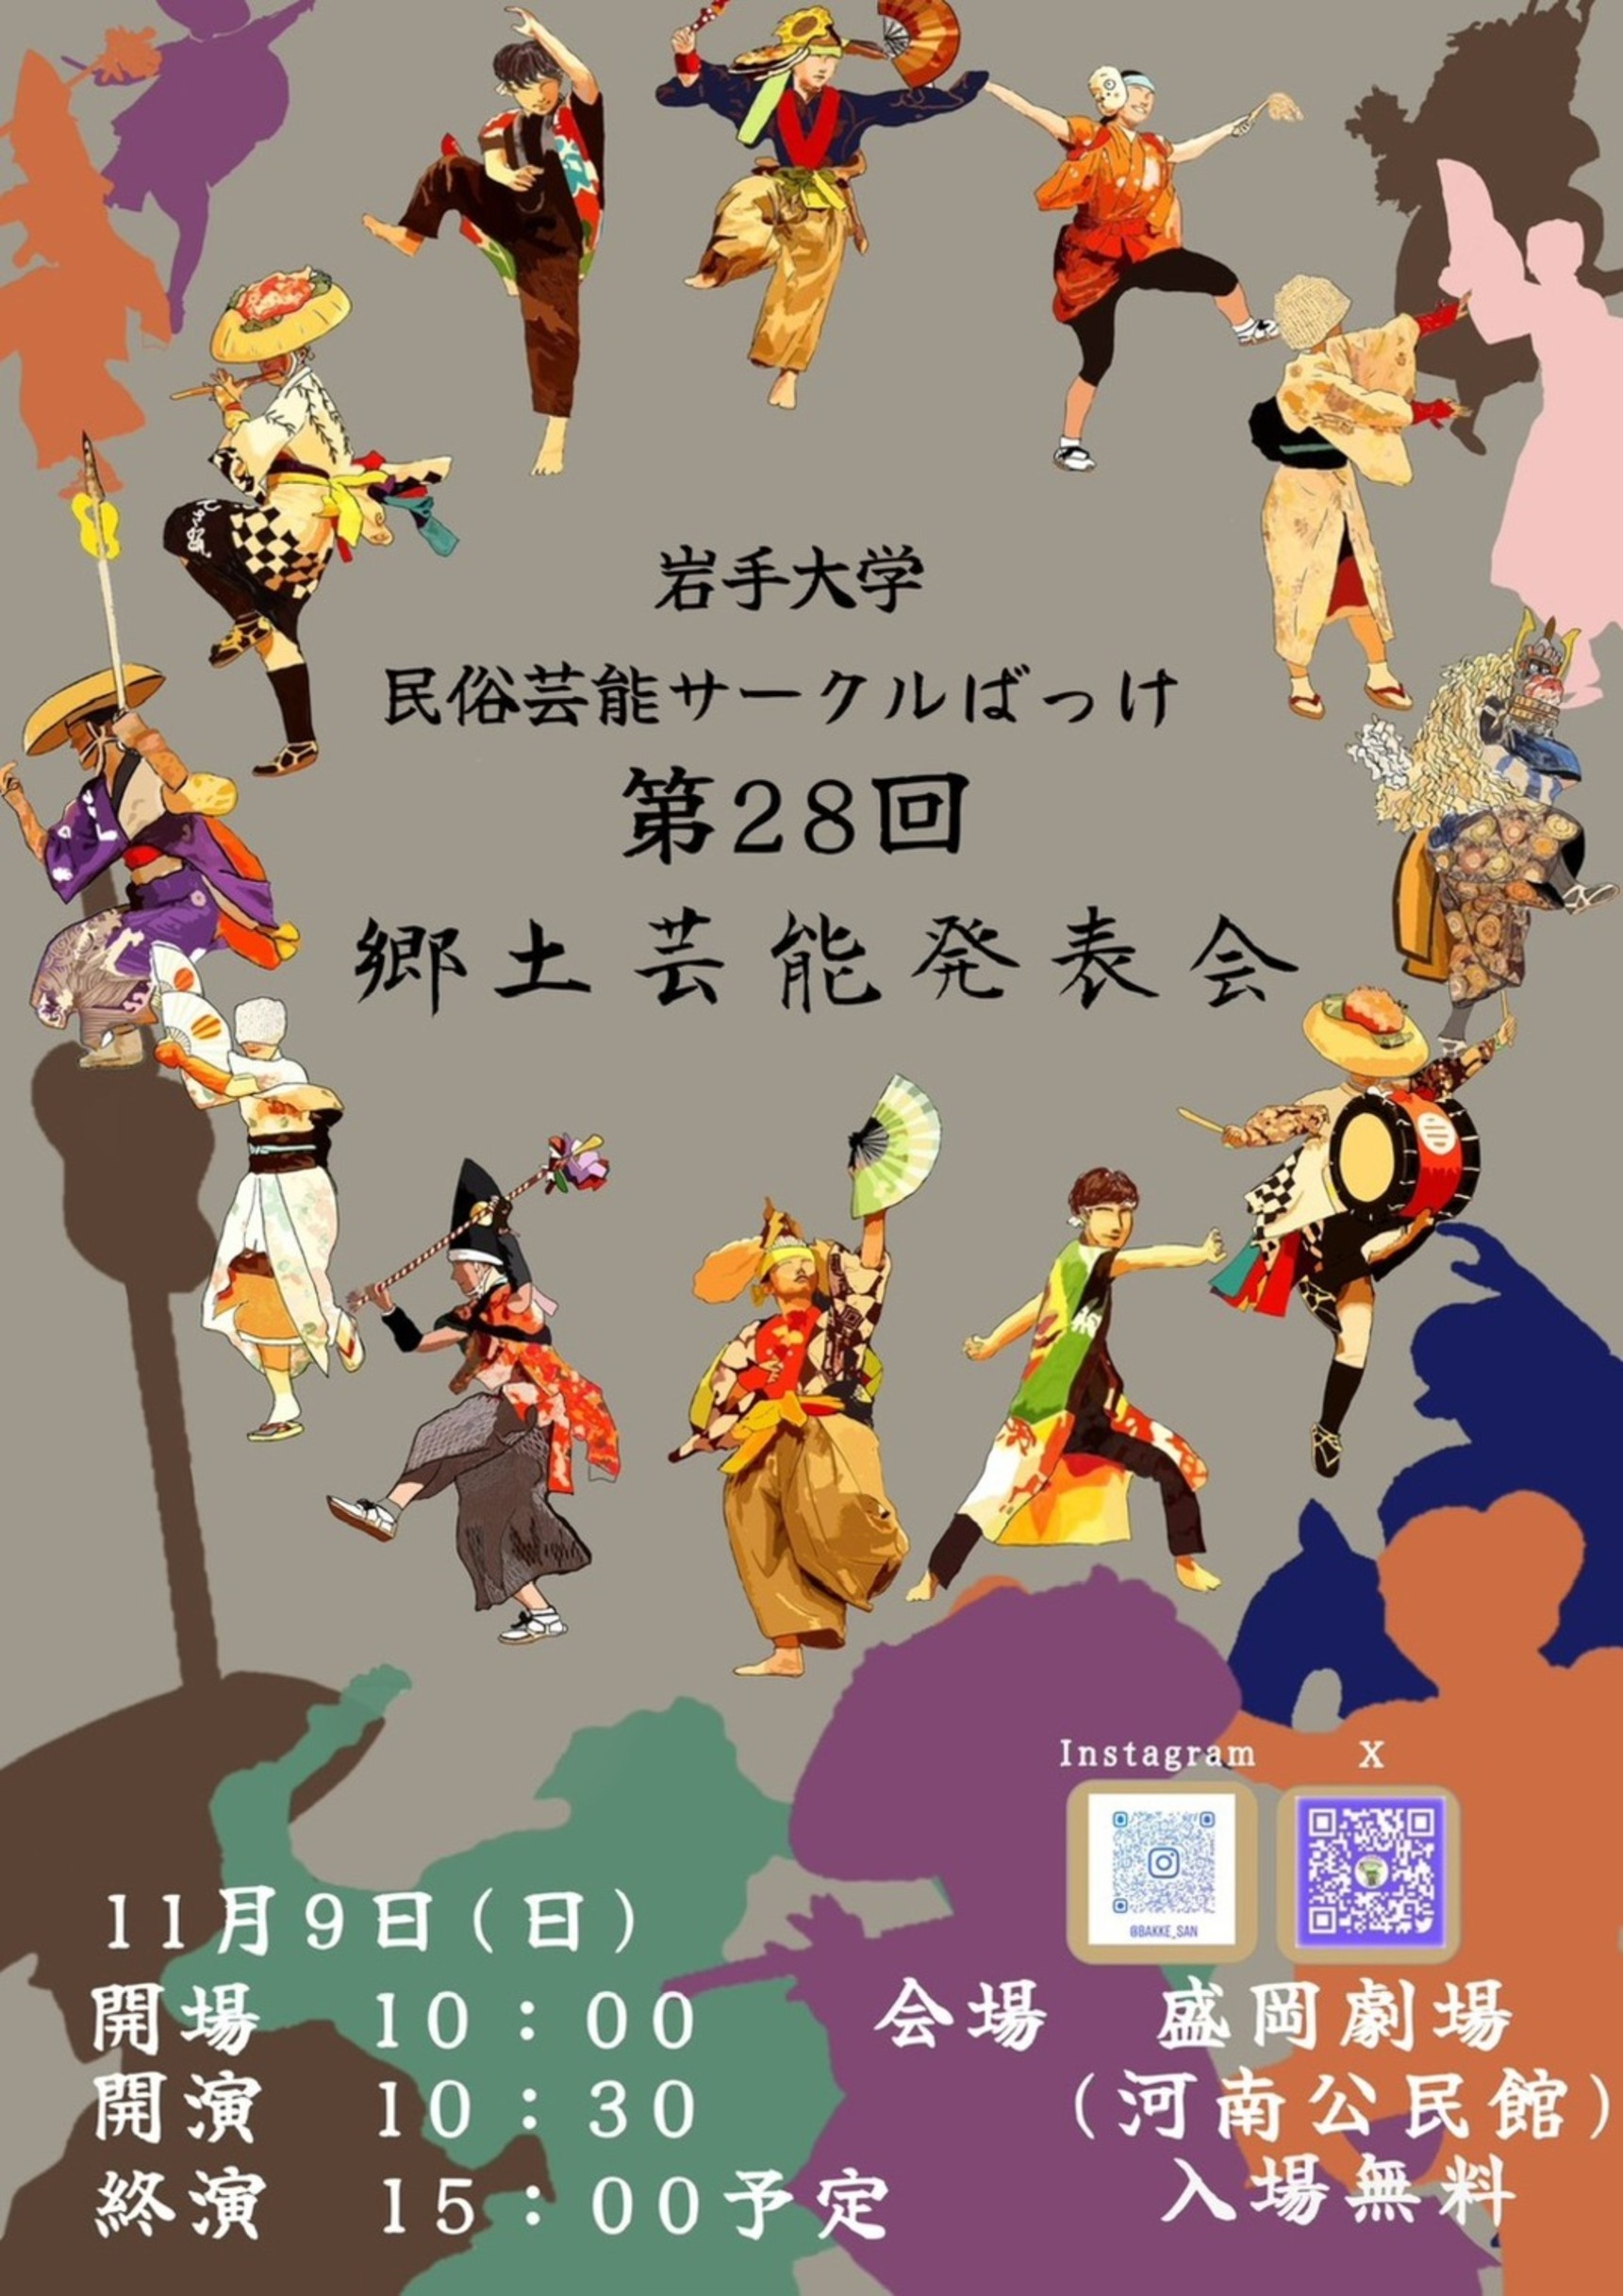 岩手大学
民俗芸能サークルばっけ
第28回
郷土芸能発表会
Instagram
X
@BAKKE_SAN
11月9日(日)
開場 10：00
開演 10：30
終演 15：00予定
会場 盛岡劇場
(河南公民館)
入場無料